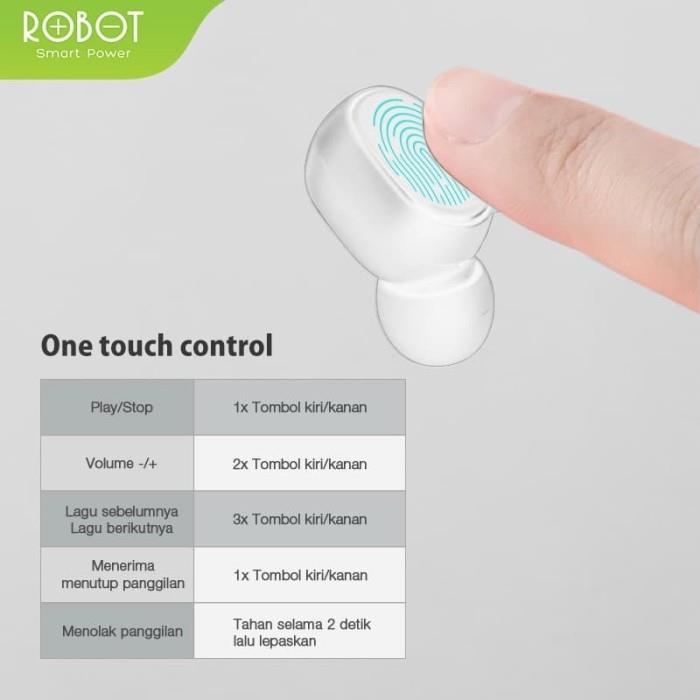 ROBOT
Smart Power
One touch control
Play/Stop
1x Tombol kiri/kanan
Volume -/+
2x Tombol kiri/kanan
Lagu sebelumnya
Lagu berikutnya
3x Tombol kiri/kanan
Menerima
menutup panggilan
1x Tombol kiri/kanan
Menolak panggilan
Tahan selama 2 detik
lalu lepaskan